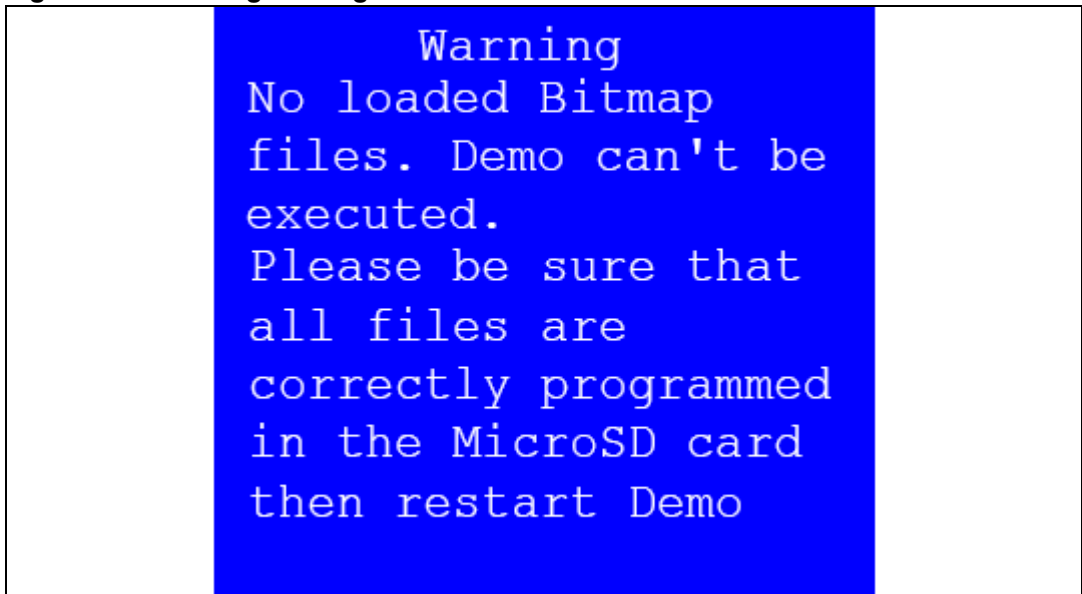 Warning
No loaded Bitmap
files. Demo can't be
executed.
Please be sure that
all files are
correctly programmed
in the MicroSD card
then restart Demo